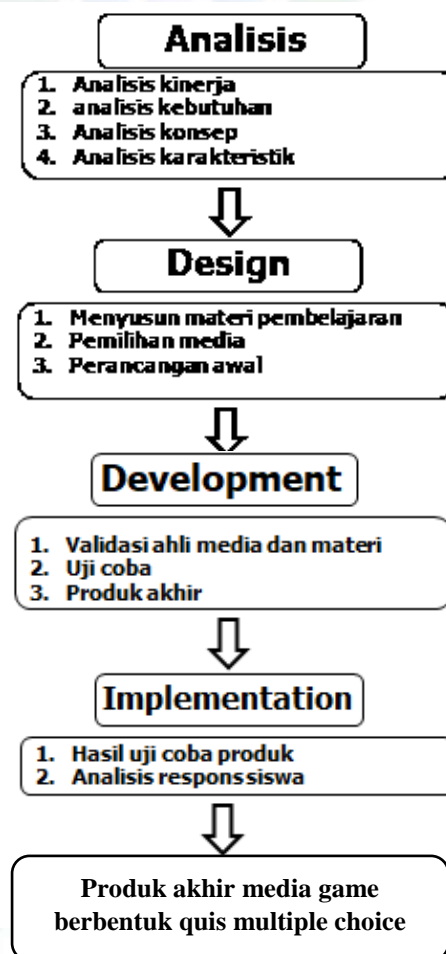 Analisis
1. Analisis kinerja
2. analisis kebutuhan
3. Analisis konsep
4. Analisis karakteristik
Design
1. Menyusun materi pembelajaran
2. Pemilihan media
3. Perancangan awal
Development
1. Validasi ahli media dan materi
2. Uji coba
3. Produk akhir
Implementation
1. Hasil uji coba produk
2. Analisis respons siswa
Produk akhir media game
berbentuk quis multiple choice